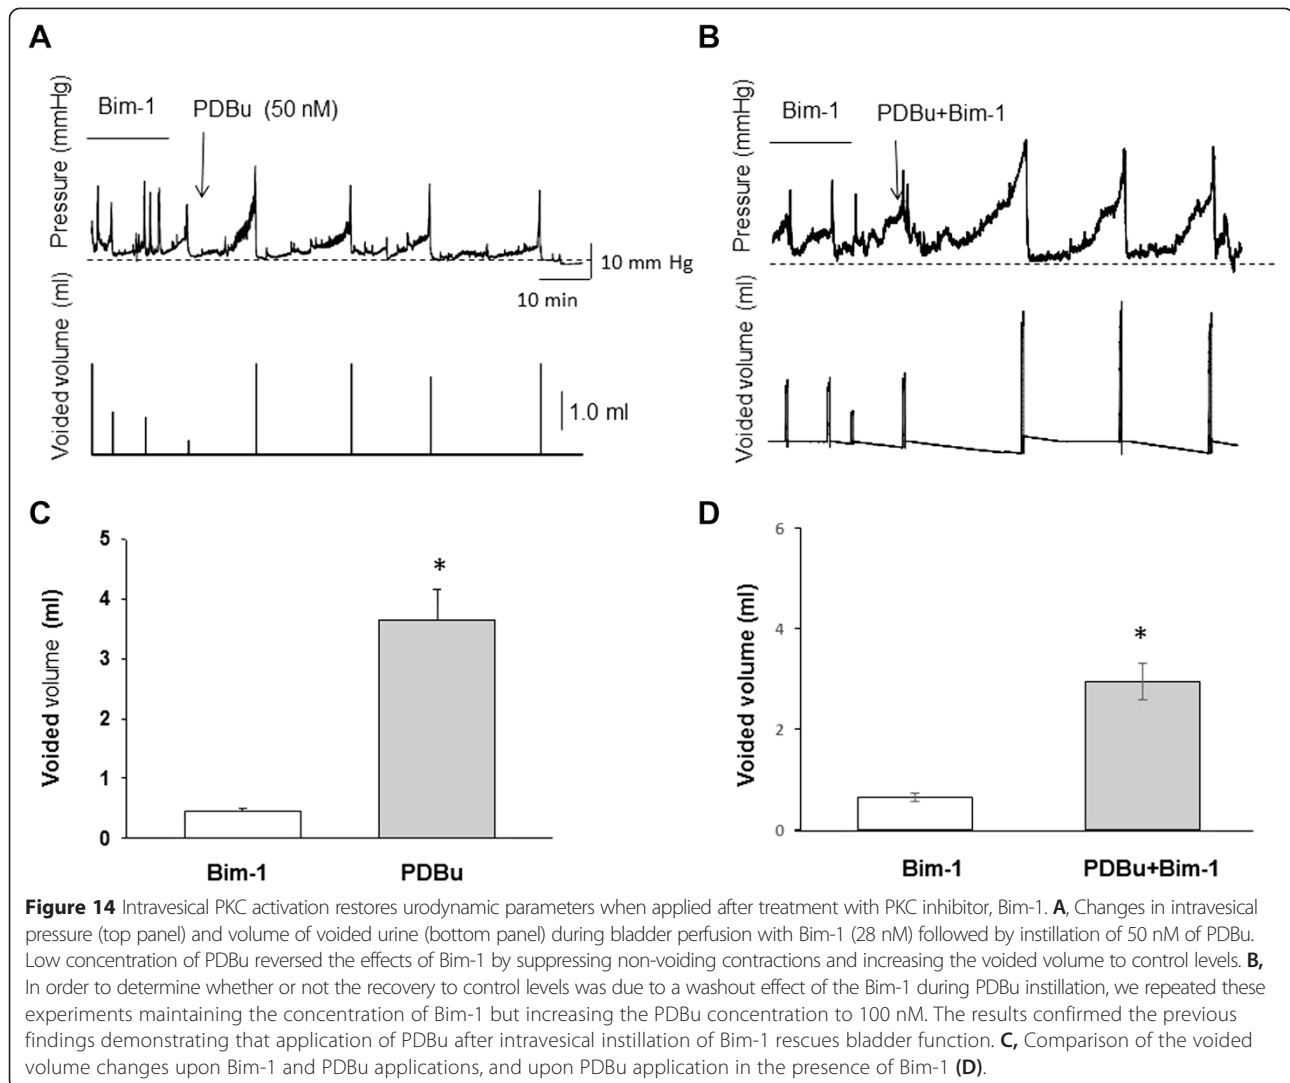 A
B
Pressure (mmHg)
Bim-1
PDBu (50 nM)
10 mm Hg
10 min
Voided volume (ml)
1.0 ml
Pressure (mmHg)
Bim-1
PDBu+Bim-1
Voided volume (ml)
C
D
Voided volume (ml)
5
4
3
2
1
0
*
Bim-1
PDBu
Voided volume (ml)
6
4
2
0
*
Bim-1
PDBu+Bim-1
Figure 14 Intravesical PKC activation restores urodynamic parameters when applied after treatment with PKC inhibitor, Bim-1. A, Changes in intravesical
pressure (top panel) and volume of voided urine (bottom panel) during bladder perfusion with Bim-1 (28 nM) followed by instillation of 50 nM of PDBu.
Low concentration of PDBu reversed the effects of Bim-1 by suppressing non-voiding contractions and increasing the voided volume to control levels. B,
In order to determine whether or not the recovery to control levels was due to a washout effect of the Bim-1 during PDBu instillation, we repeated these
experiments maintaining the concentration of Bim-1 but increasing the PDBu concentration to 100 nM. The results confirmed the previous
findings demonstrating that application of PDBu after intravesical instillation of Bim-1 rescues bladder function. C, Comparison of the voided
volume changes upon Bim-1 and PDBu applications, and upon PDBu application in the presence of Bim-1 (D).